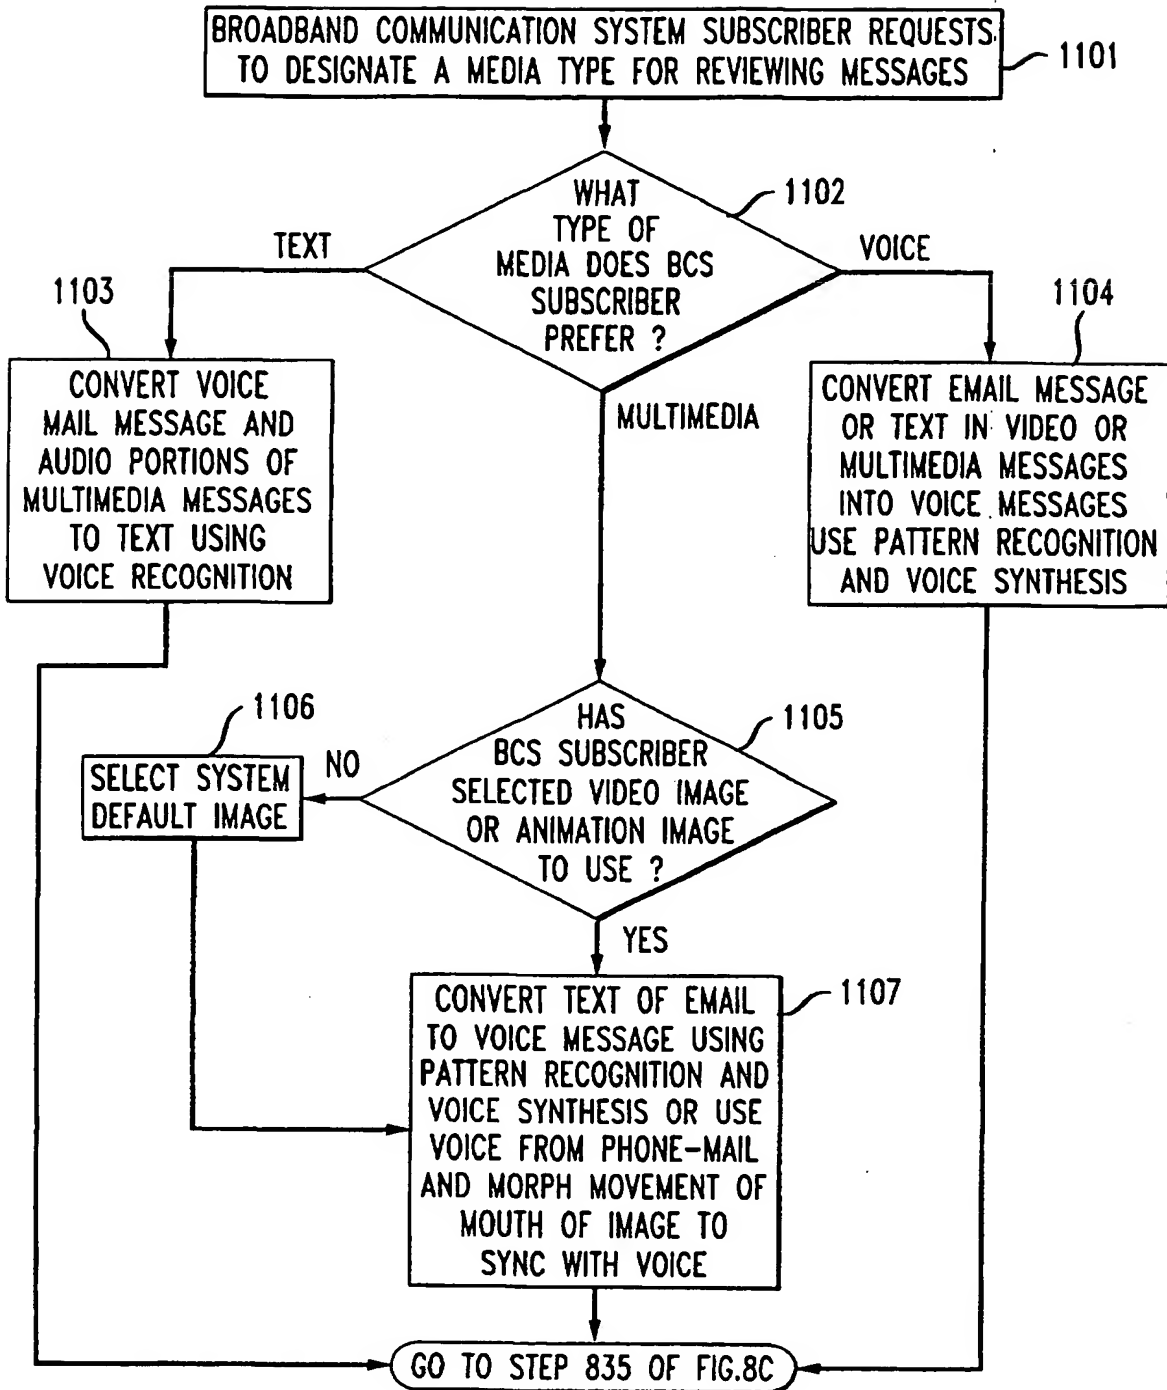 BROADBAND COMMUNICATION SYSTEM SUBSCRIBER REQUESTS
TO DESIGNATE A MEDIA TYPE FOR REVIEWING MESSAGES
1101
WHAT
TYPE OF
MEDIA DOES BCS
SUBSCRIBER
PREFER ?
1102
TEXT
VOICE
MULTIMEDIA
1103
CONVERT VOICE
MAIL MESSAGE AND
AUDIO PORTIONS OF
MULTIMEDIA MESSAGES
TO TEXT USING
VOICE RECOGNITION
1104
CONVERT EMAIL MESSAGE
OR TEXT IN VIDEO OR
MULTIMEDIA MESSAGES
INTO VOICE MESSAGES
USE PATTERN RECOGNITION
AND VOICE SYNTHESIS
HAS
BCS SUBSCRIBER
SELECTED VIDEO IMAGE
OR ANIMATION IMAGE
TO USE ?
1105
NO
1106
SELECT SYSTEM
DEFAULT IMAGE
YES
CONVERT TEXT OF EMAIL
TO VOICE MESSAGE USING
PATTERN RECOGNITION AND
VOICE SYNTHESIS OR USE
VOICE FROM PHONE-MAIL
AND MORPH MOVEMENT OF
MOUTH OF IMAGE TO
SYNC WITH VOICE
1107
GO TO STEP 835 OF FIG.8C